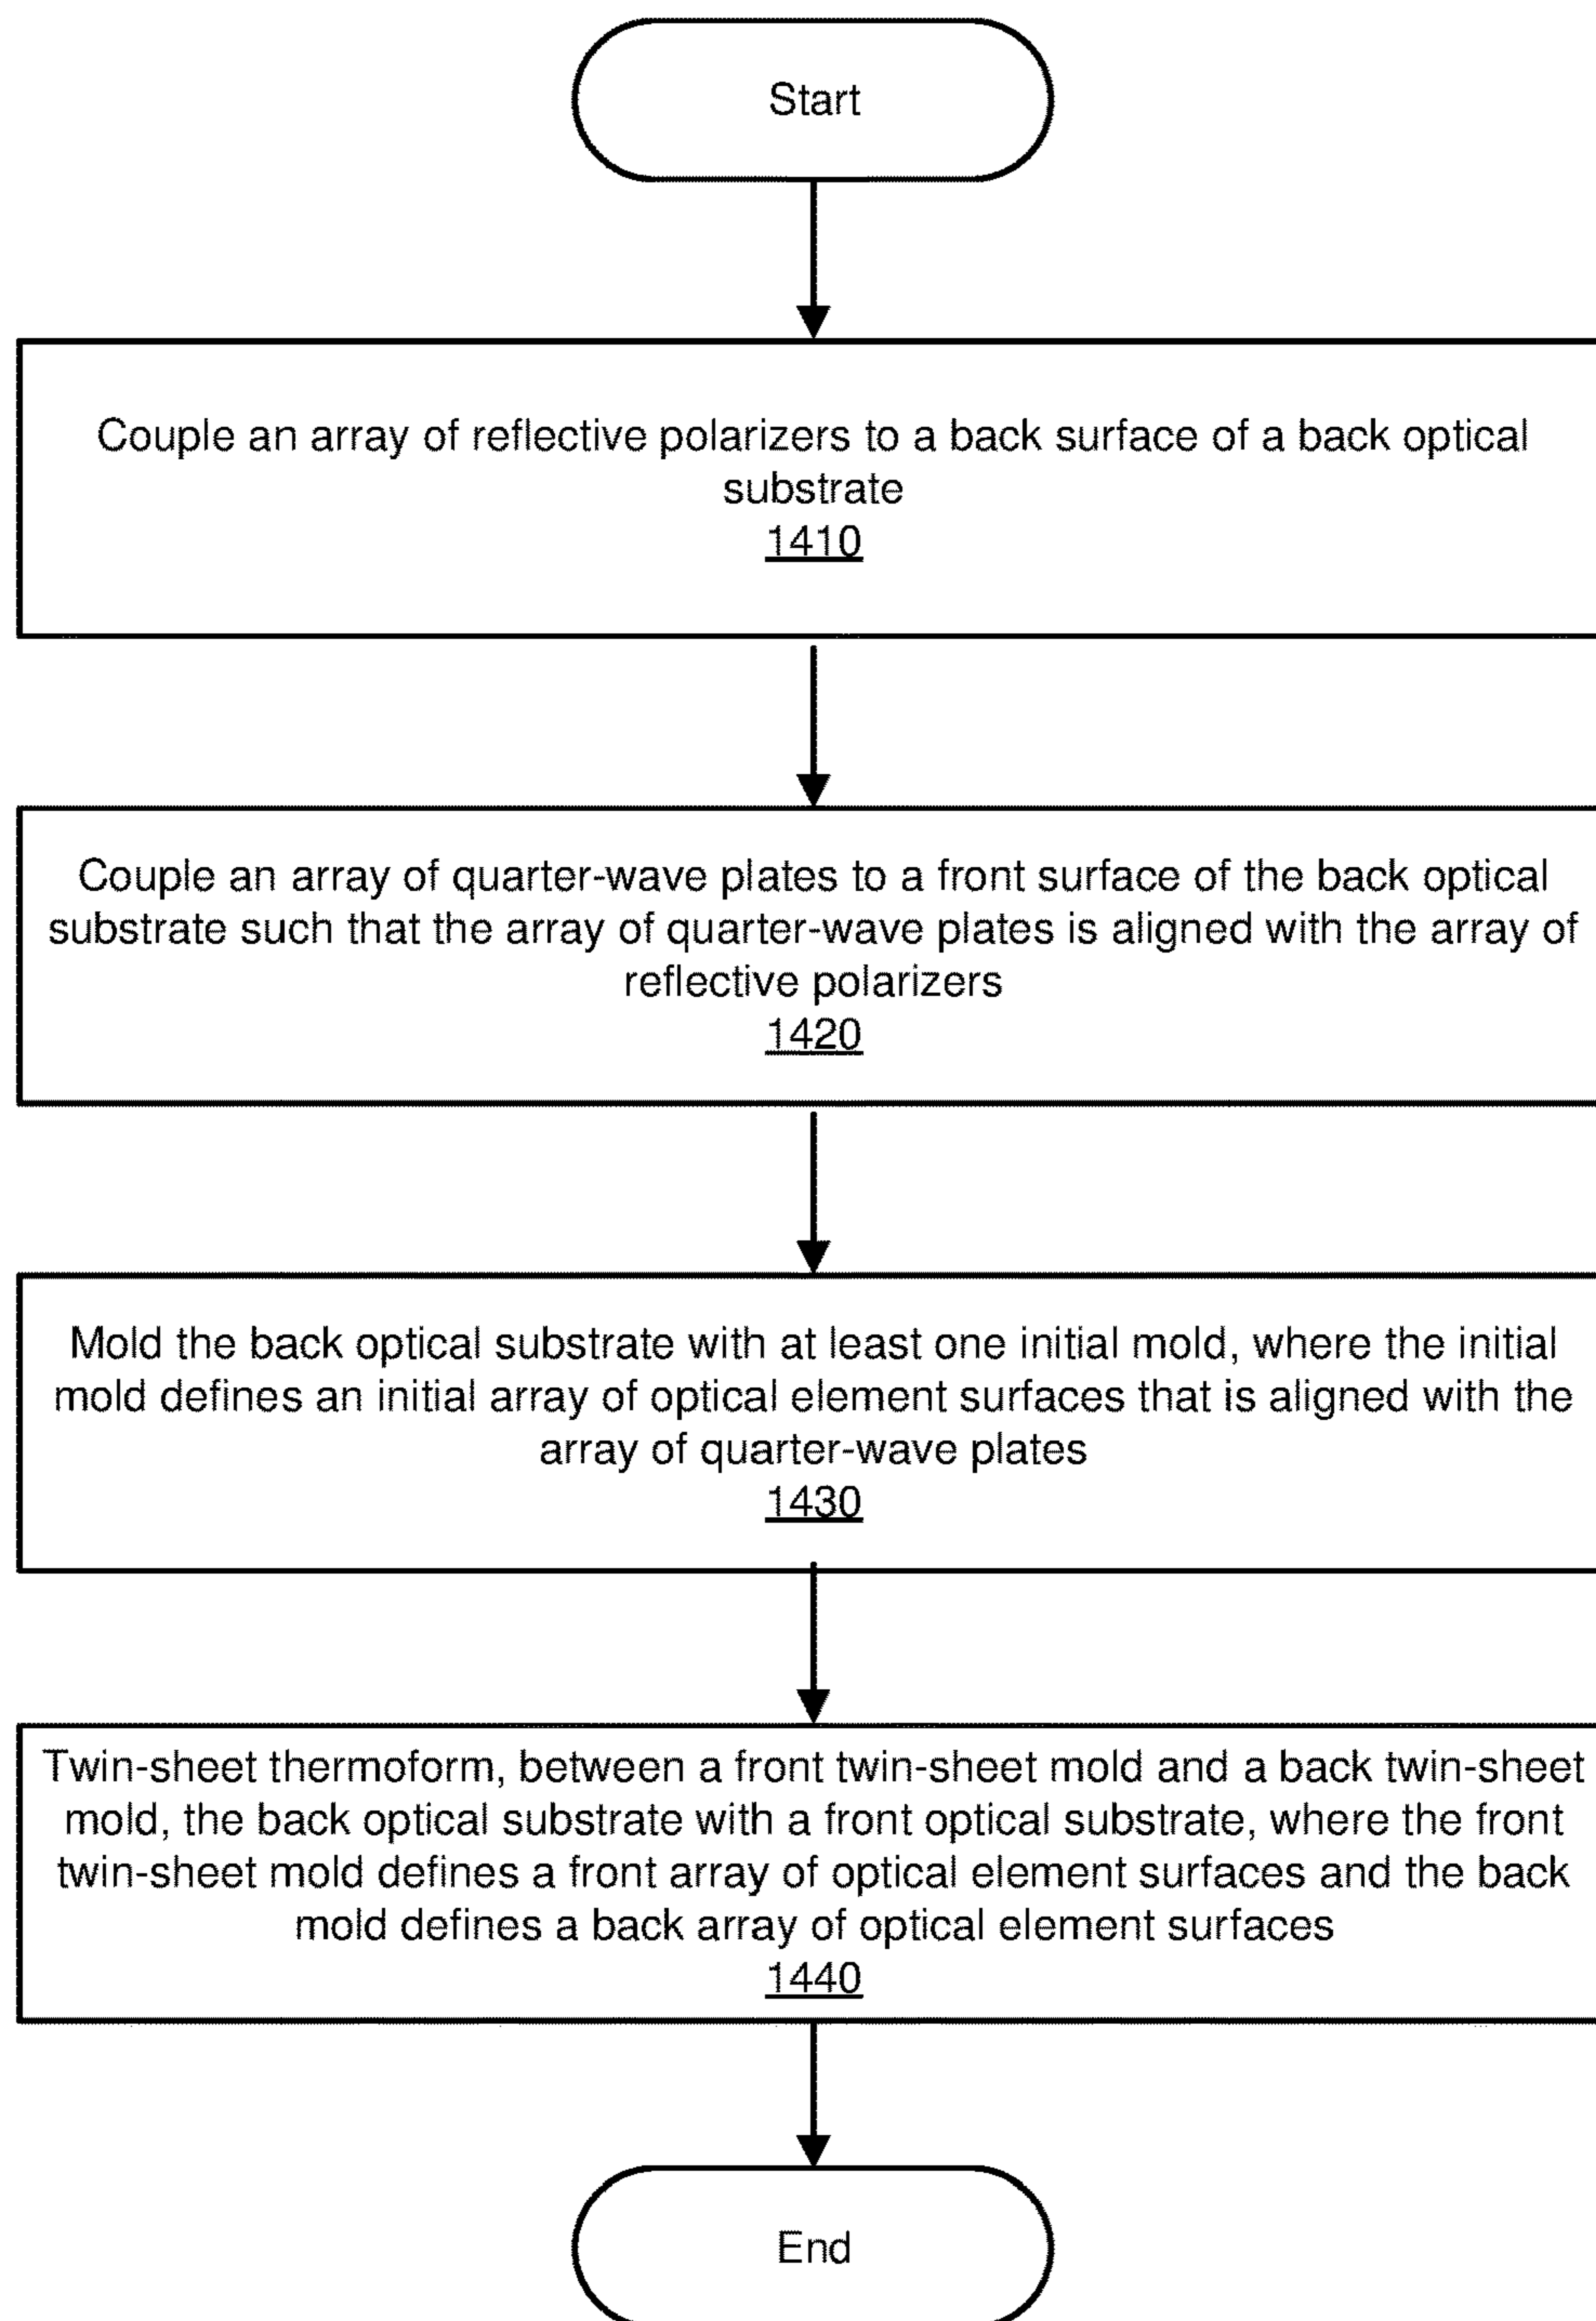 Start
Couple an array of reflective polarizers to a back surface of a back optical
substrate
1410
Couple an array of quarter-wave plates to a front surface of the back optical
substrate such that the array of quarter-wave plates is aligned with the array of
reflective polarizers
1420
Mold the back optical substrate with at least one initial mold, where the initial
mold defines an initial array of optical element surfaces that is aligned with the
array of quarter-wave plates
1430
Twin-sheet thermoform, between a front twin-sheet mold and a back twin-sheet
mold, the back optical substrate with a front optical substrate, where the front
twin-sheet mold defines a front array of optical element surfaces and the back
mold defines a back array of optical element surfaces
1440
End